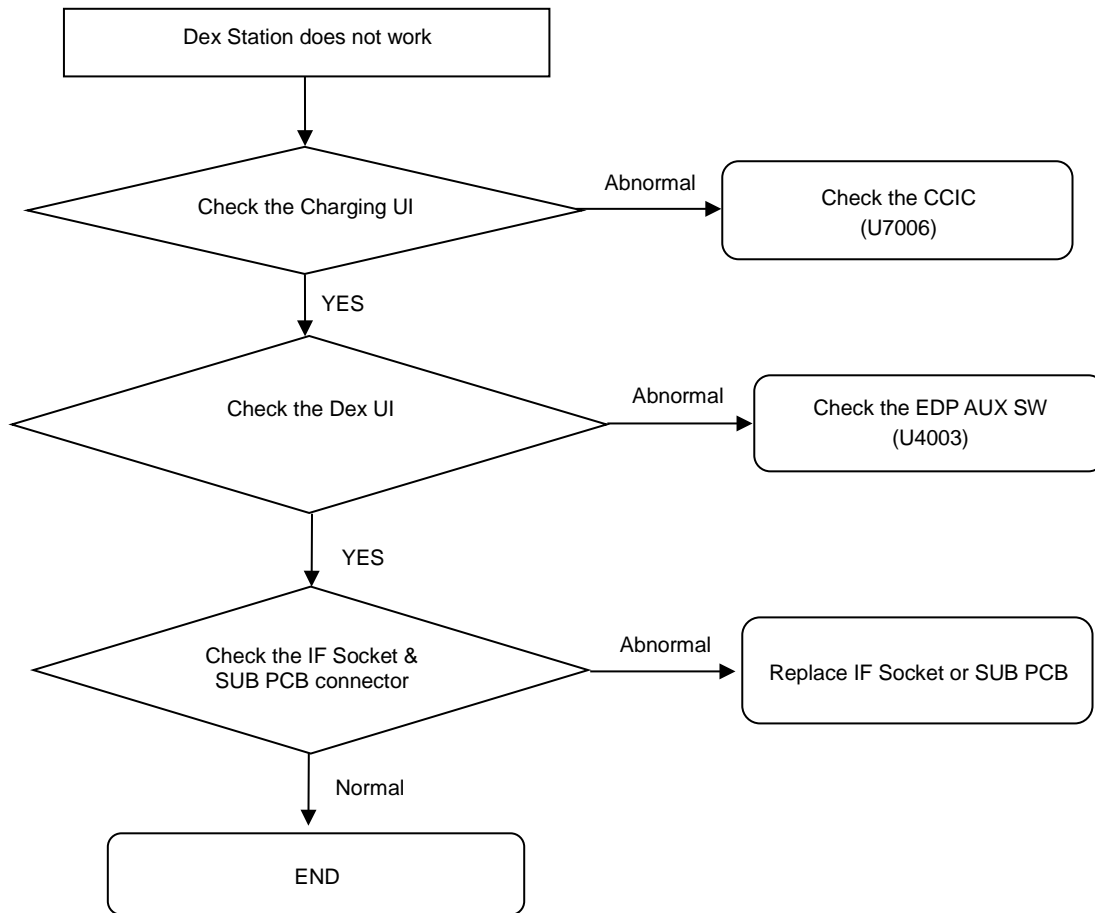 Dex Station does not work
Check the Charging UI
Abnormal
Check the CCIC
(U7006)
YES
Check the Dex UI
Abnormal
Check the EDP AUX SW
(U4003)
YES
Check the IF Socket &
SUB PCB connector
Abnormal
Replace IF Socket or SUB PCB
Normal
END